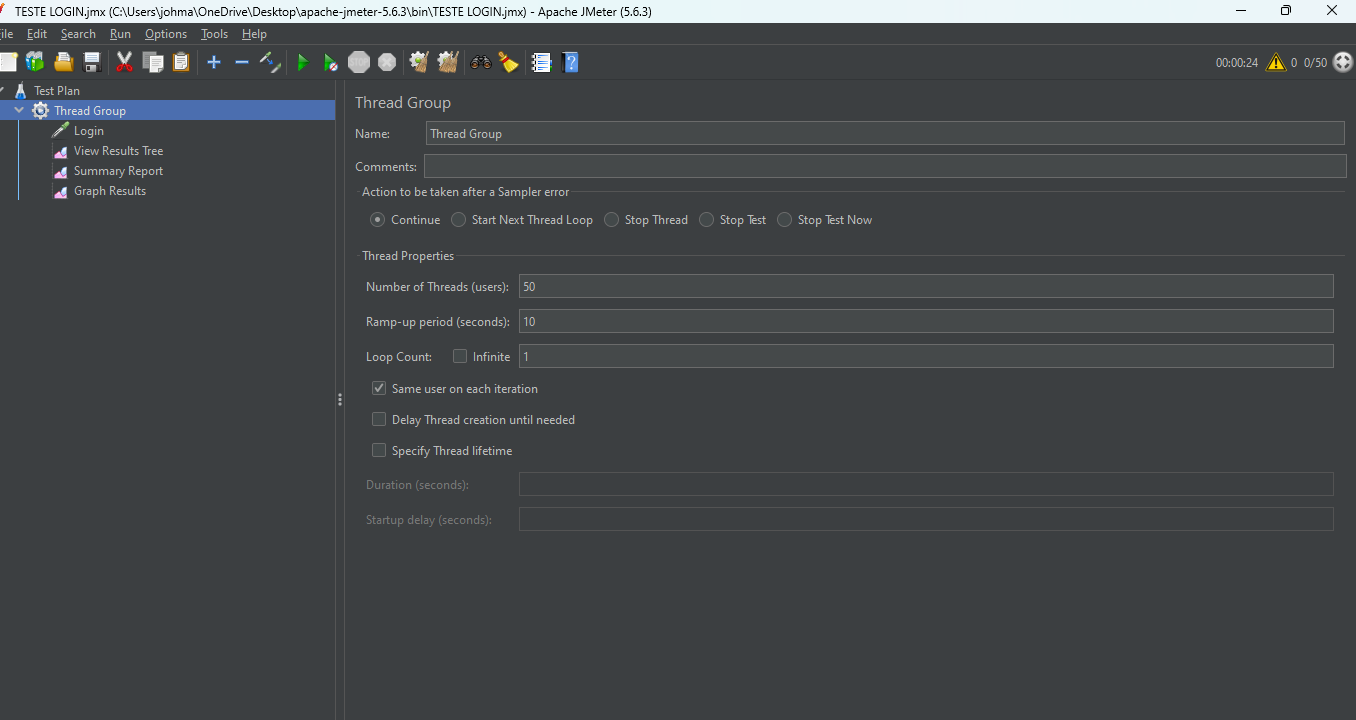 TESTE LOGIN.jmx (C:\Users\johma\OneDrive\Desktop\apache-jmeter-5.6.3\bin\TESTE LOGIN.jmx) - Apache JMeter (5.6.3)
ile Edit Search Run Options Tools Help
STOP
00:00:24 0 0/50
Test Plan
Thread Group
Login
View Results Tree
Summary Report
Graph Results
Thread Group
Name: Thread Group
Comments:
Action to be taken after a Sampler error
Continue Start Next Thread Loop Stop Thread Stop Test Stop Test Now
Thread Properties
Number of Threads (users): 50
Ramp-up period (seconds): 10
Loop Count: Infinite 1
Same user on each iteration
Delay Thread creation until needed
Specify Thread lifetime
Duration (seconds):
Startup delay (seconds):